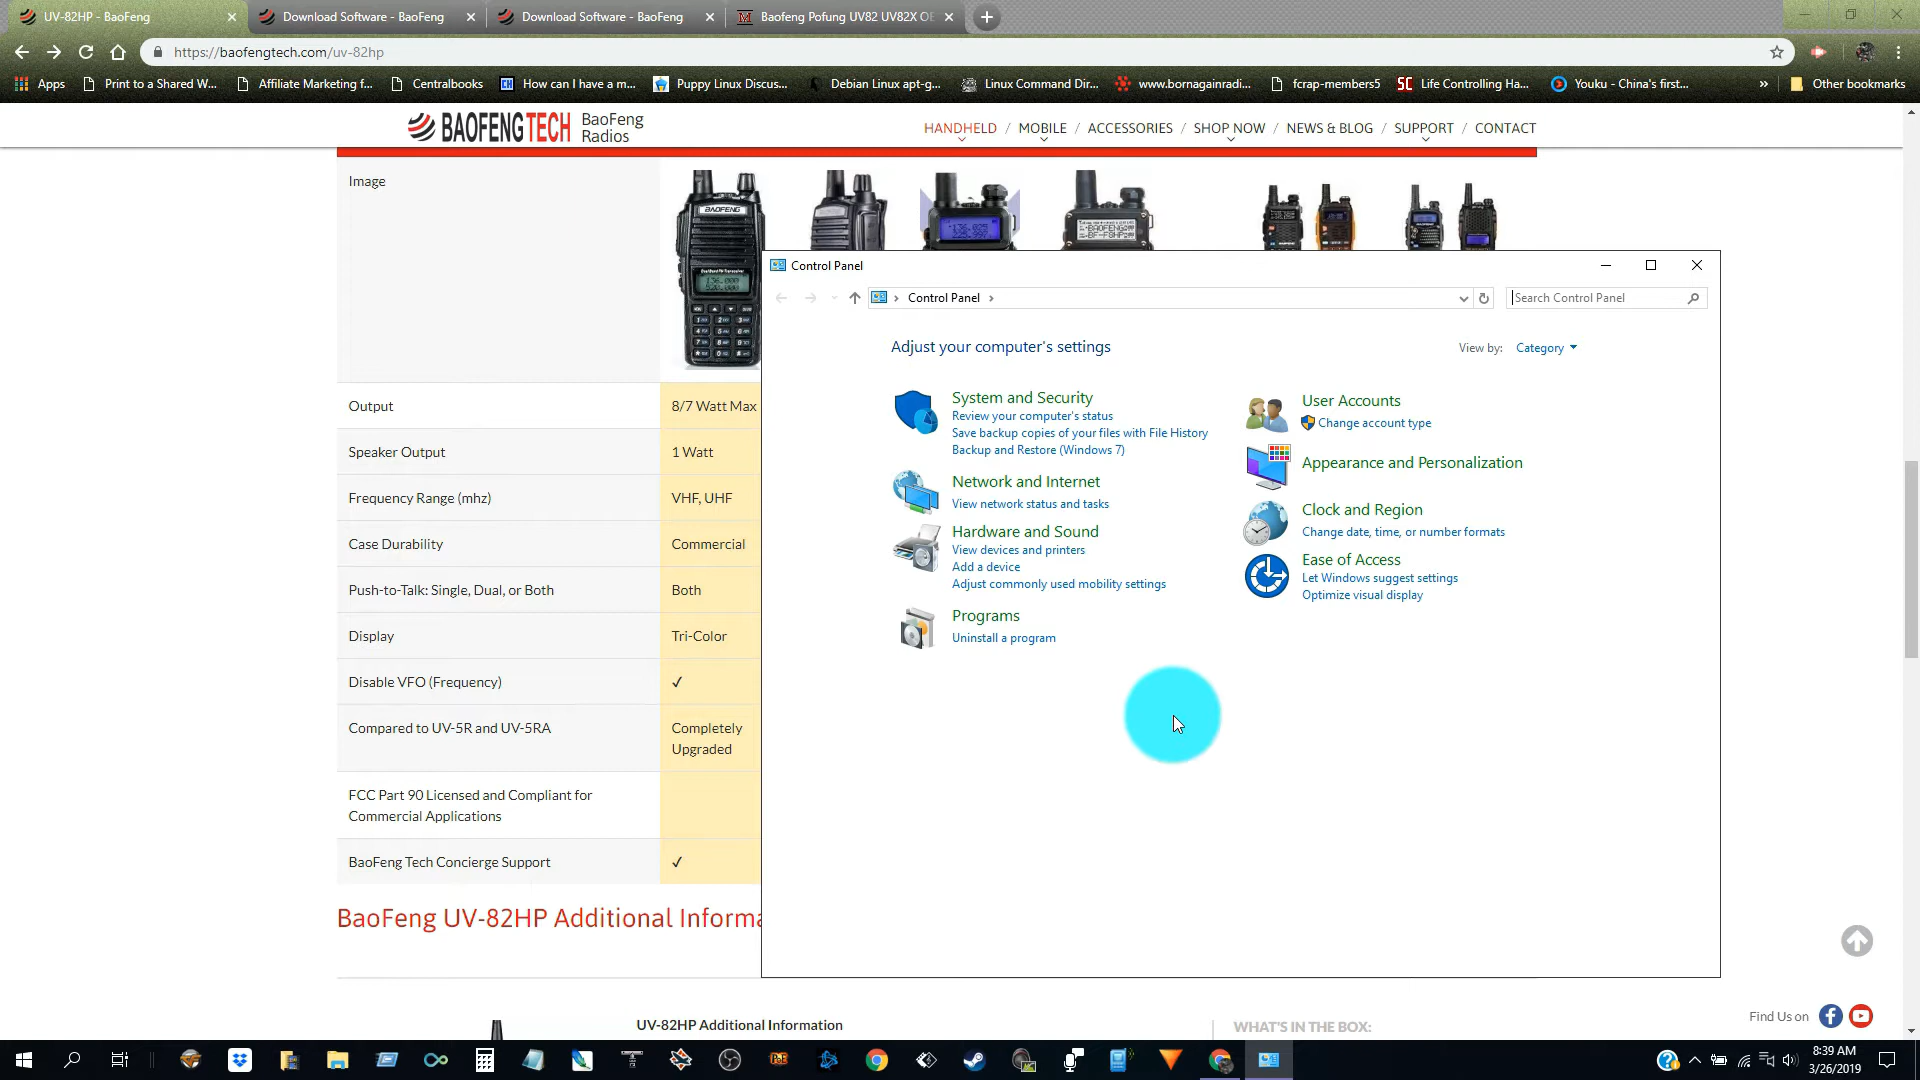 UV-82HP - BaoFeng
Download Software - BaoFeng
Download Software - BaoFeng
Baofeng Pofung UV82 UV82X OE
https://baofengtech.com/uv-82hp
Apps
Print to a Shared W...
Affiliate Marketing f...
Centralbooks
How can I have a m...
Puppy Linux Discus...
Debian Linux apt-g...
Linux Command Dir...
www.bornagainradi...
fcrap-members5
Life Controlling Ha...
Youku - China's first...
»
Other bookmarks
BAOFENGTECH
BaoFeng
Radios
HANDHELD / MOBILE / ACCESSORIES / SHOP NOW / NEWS & BLOG / SUPPORT / CONTACT
Image
BAOFENG
Control Panel
Control Panel
Search Control Panel
Adjust your computer's settings
View by: Category
System and Security
Review your computer's status
Save backup copies of your files with File History
Backup and Restore (Windows 7)
Network and Internet
View network status and tasks
Hardware and Sound
View devices and printers
Add a device
Adjust commonly used mobility settings
Programs
Uninstall a program
User Accounts
Change account type
Appearance and Personalization
Clock and Region
Change date, time, or number formats
Ease of Access
Let Windows suggest settings
Optimize visual display
Output 8/7 Watt Max
Speaker Output 1 Watt
Frequency Range (mhz) VHF, UHF
Case Durability Commercial
Push-to-Talk: Single, Dual, or Both Both
Display Tri-Color
Disable VFO (Frequency) ✓
Compared to UV-5R and UV-5RA Completely
Upgraded
FCC Part 90 Licensed and Compliant for
Commercial Applications
BaoFeng Tech Concierge Support ✓
BaoFeng UV-82HP Additional Informa
UV-82HP Additional Information
WHAT'S IN THE BOX:
Find Us on
8:39 AM
3/26/2019